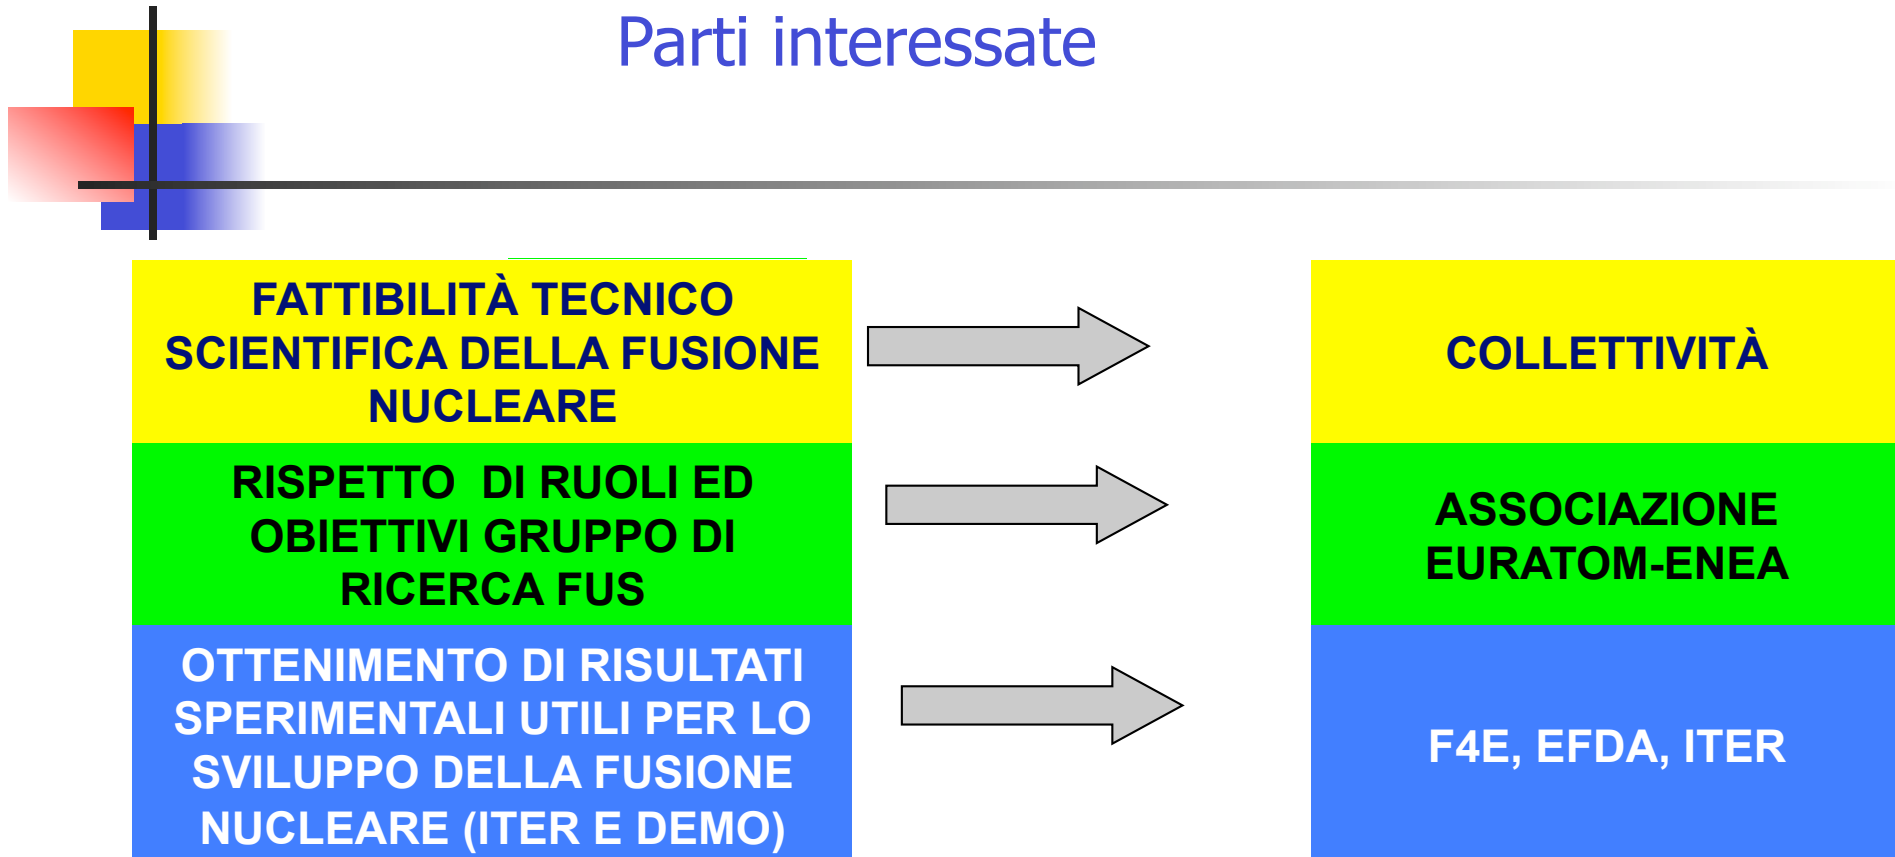 Parti interessate
FATTIBILITÀ TECNICO
SCIENTIFICA DELLA FUSIONE
NUCLEARE
COLLETTIVITÀ
RISPETTO  DI RUOLI ED
OBIETTIVI GRUPPO DI
RICERCA FUS
ASSOCIAZIONE
EURATOM-ENEA
OTTENIMENTO DI RISULTATI
SPERIMENTALI UTILI PER LO
SVILUPPO DELLA FUSIONE
NUCLEARE (ITER E DEMO)
F4E, EFDA, ITER